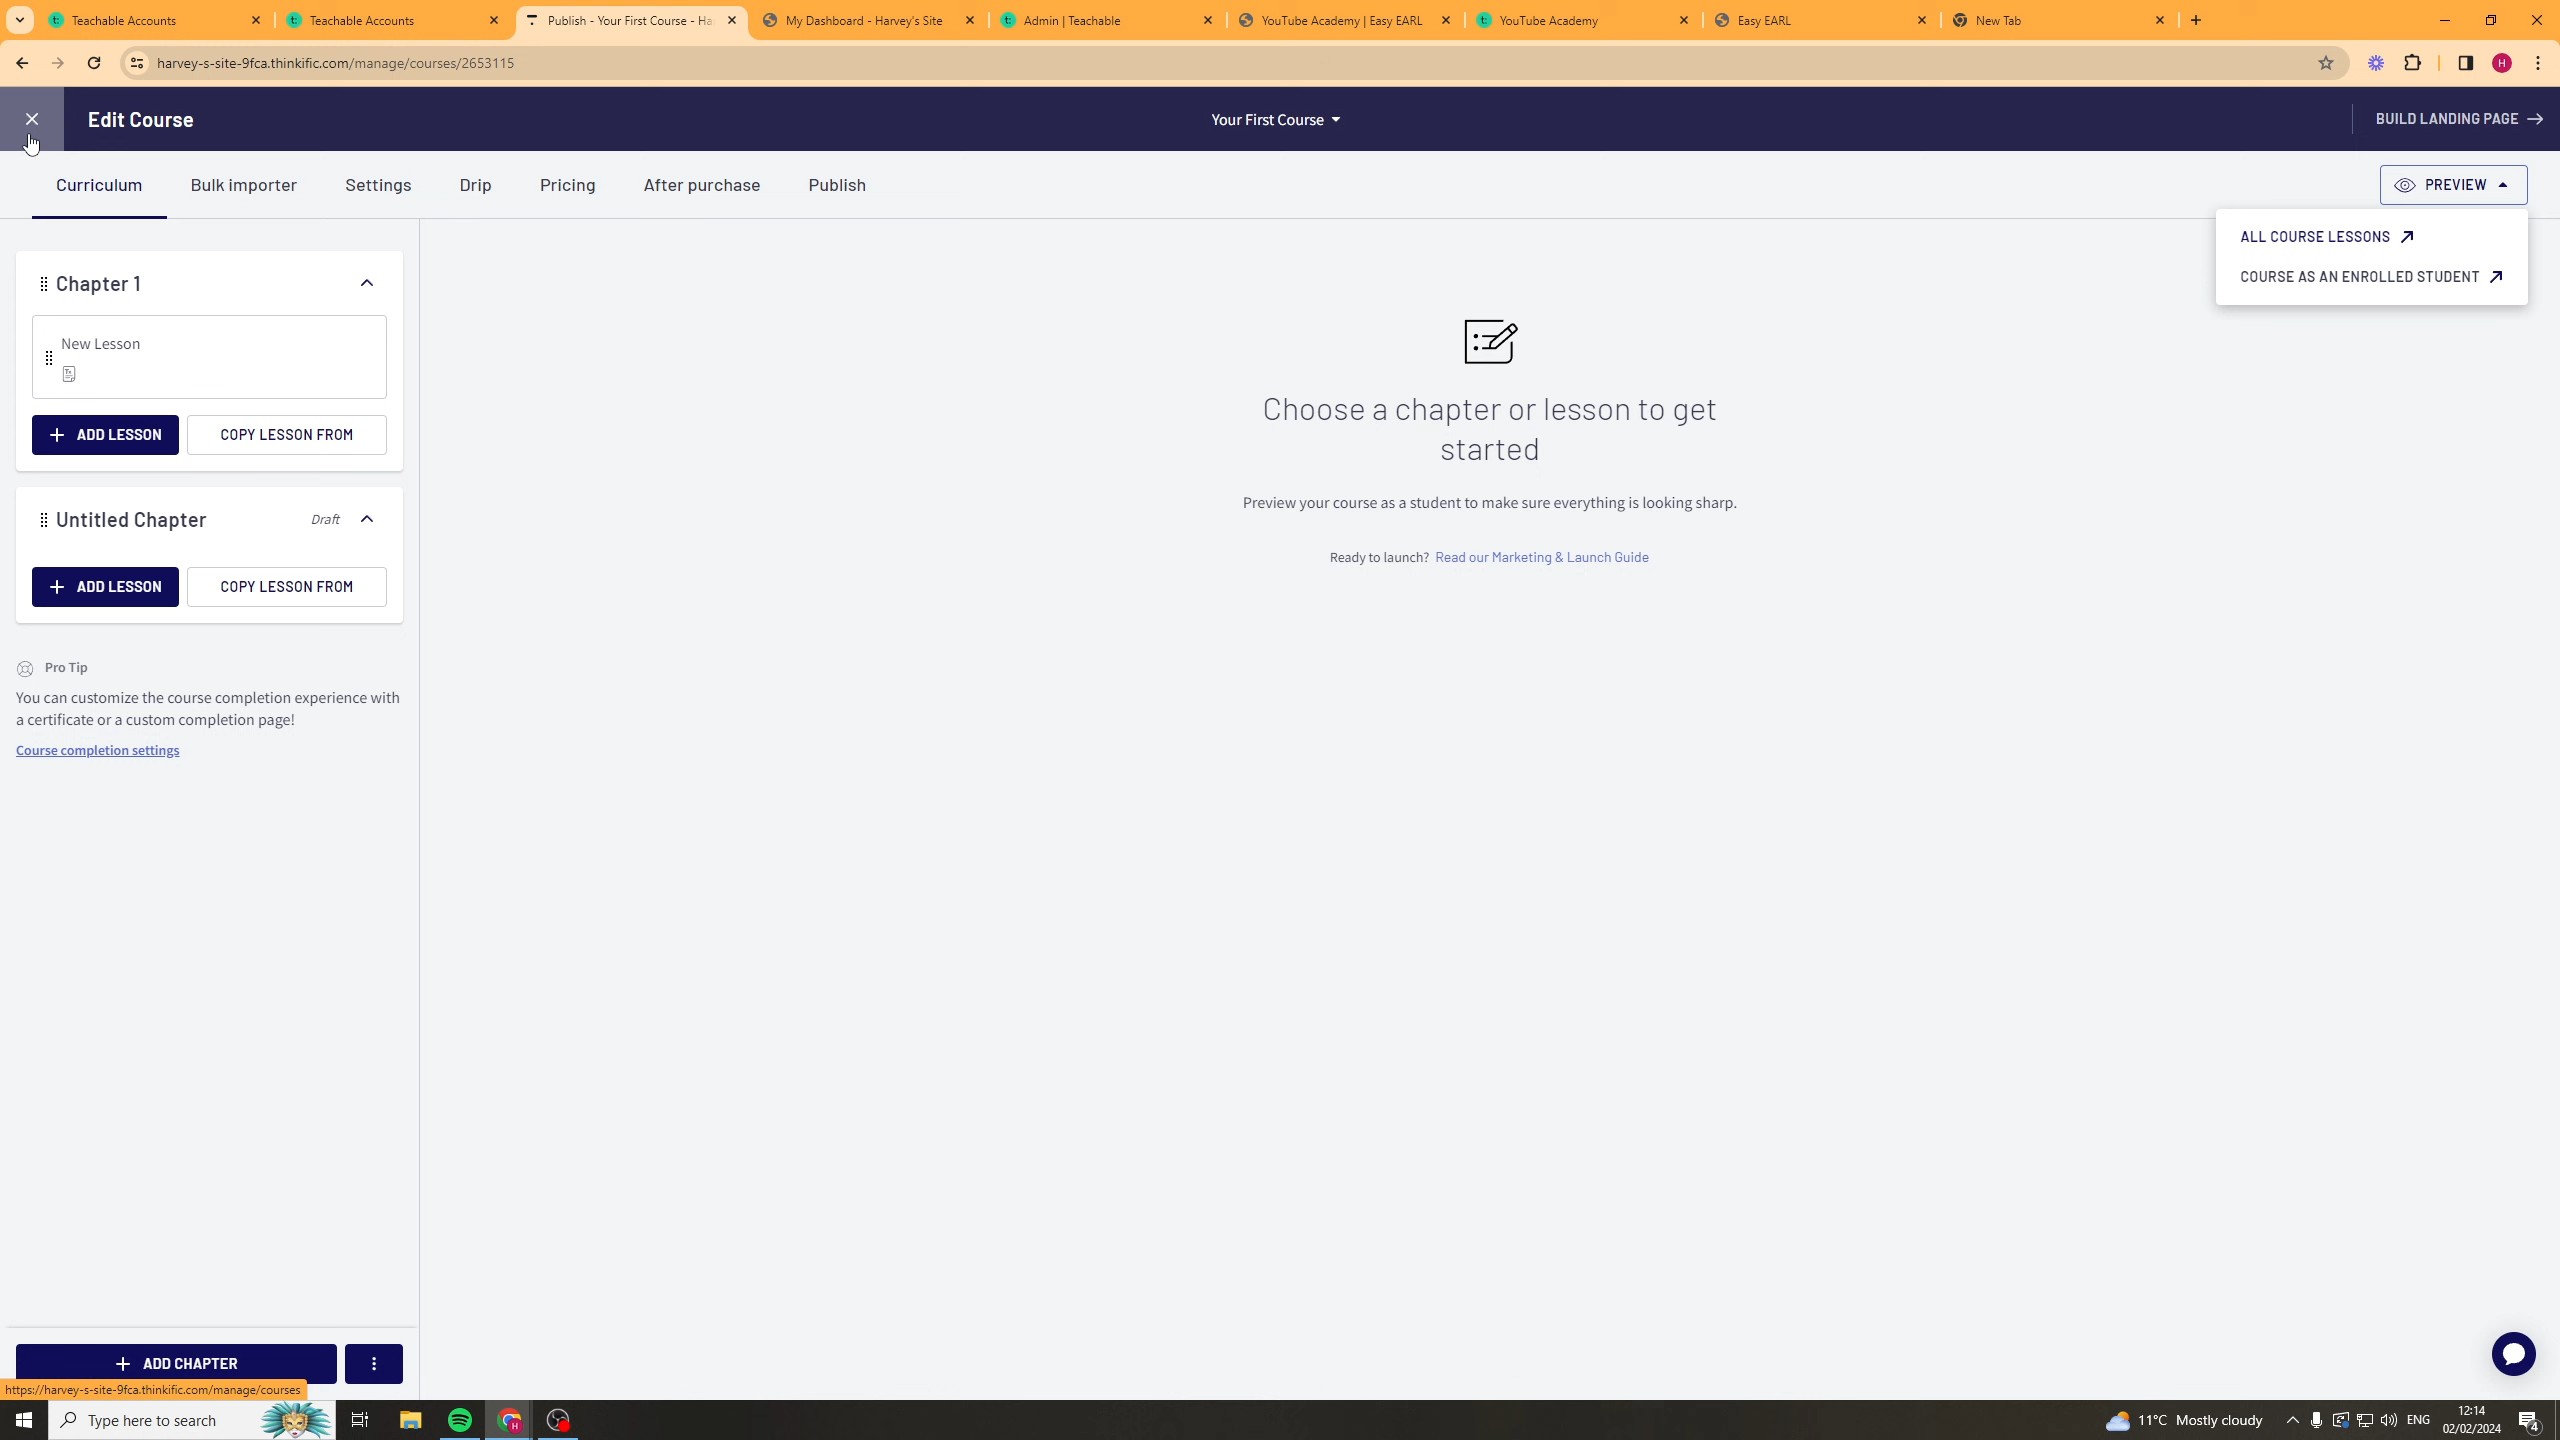 Teachable Accounts
Teachable Accounts
Publish - Your First Course - Ha
My Dashboard - Harvey's Site
Admin | Teachable
YouTube Academy | Easy EARL
YouTube Academy
Easy EARL
New Tab
harvey-s-site-9fca.thinkific.com/manage/courses/2653115
H
Edit Course
Your First Course
BUILD LANDING PAGE
Curriculum
Bulk importer
Settings
Drip
Pricing
After purchase
Publish
PREVIEW
ALL COURSE LESSONS
COURSE AS AN ENROLLED STUDENT
Chapter 1
New Lesson
ADD LESSON
COPY LESSON FROM
Untitled Chapter
Draft
ADD LESSON
COPY LESSON FROM
Pro Tip
You can customize the course completion experience with
a certificate or a custom completion page!
Course completion settings
Choose a chapter or lesson to get
started
Preview your course as a student to make sure everything is looking sharp.
Ready to launch? Read our Marketing & Launch Guide
ADD CHAPTER
https://harvey-s-site-9fca.thinkific.com/manage/courses
Type here to search
11°C Mostly cloudy
ENG
12:14
02/02/2024
4